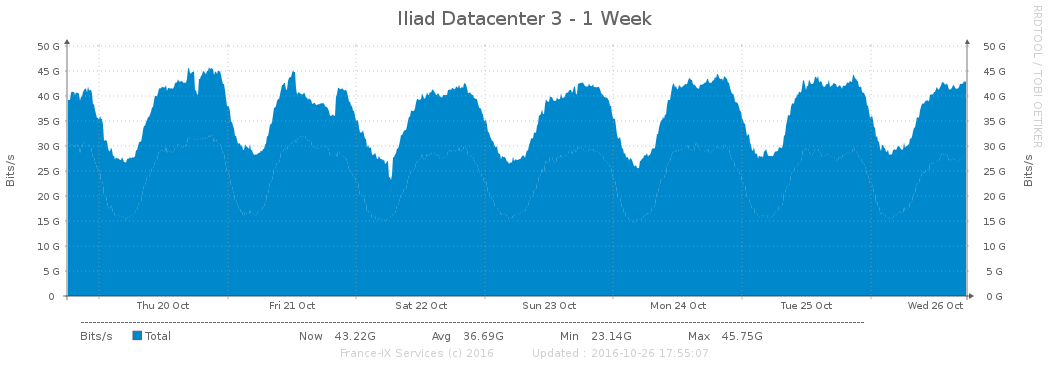 Iliad Datacenter 3 - 1 Week
RRDTOOL / TOBI OETIKER
Bits/s
50 G
45 G
40 G
35 G
30 G
25 G
20 G
15 G
10 G
5 G
0
50 G
45 G
40 G
35 G
30 G
25 G
20 G
15 G
10 G
5 G
0 G
Bits/s
Thu 20 Oct Fri 21 Oct Sat 22 Oct Sun 23 Oct Mon 24 Oct Tue 25 Oct Wed 26 Oct
Bits/s Total Now 43.22G Avg 36.69G Min 23.14G Max 45.75G
France-IX Services (c) 2016 Updated : 2016-10-26 17:55:07